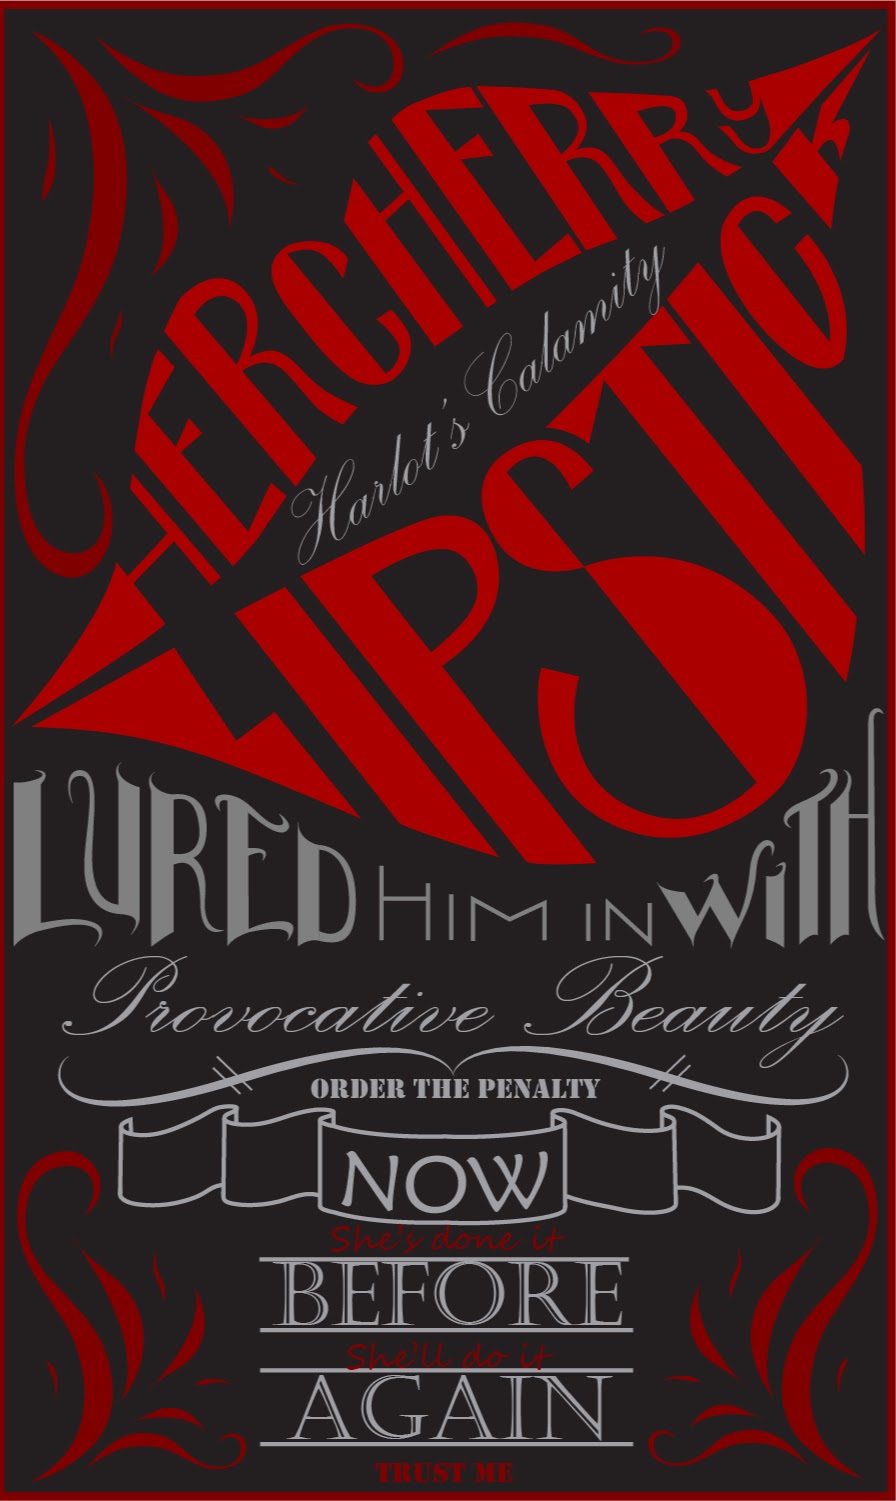 HER CHERRY
Harlot's Calamity
LIPSTICK
LURED HIM IN WiTH
Provocative Beauty
ORDER THE PENALTY
NOW
She's done it
BEFORE
She'll do it
AGAIN
TRUST ME